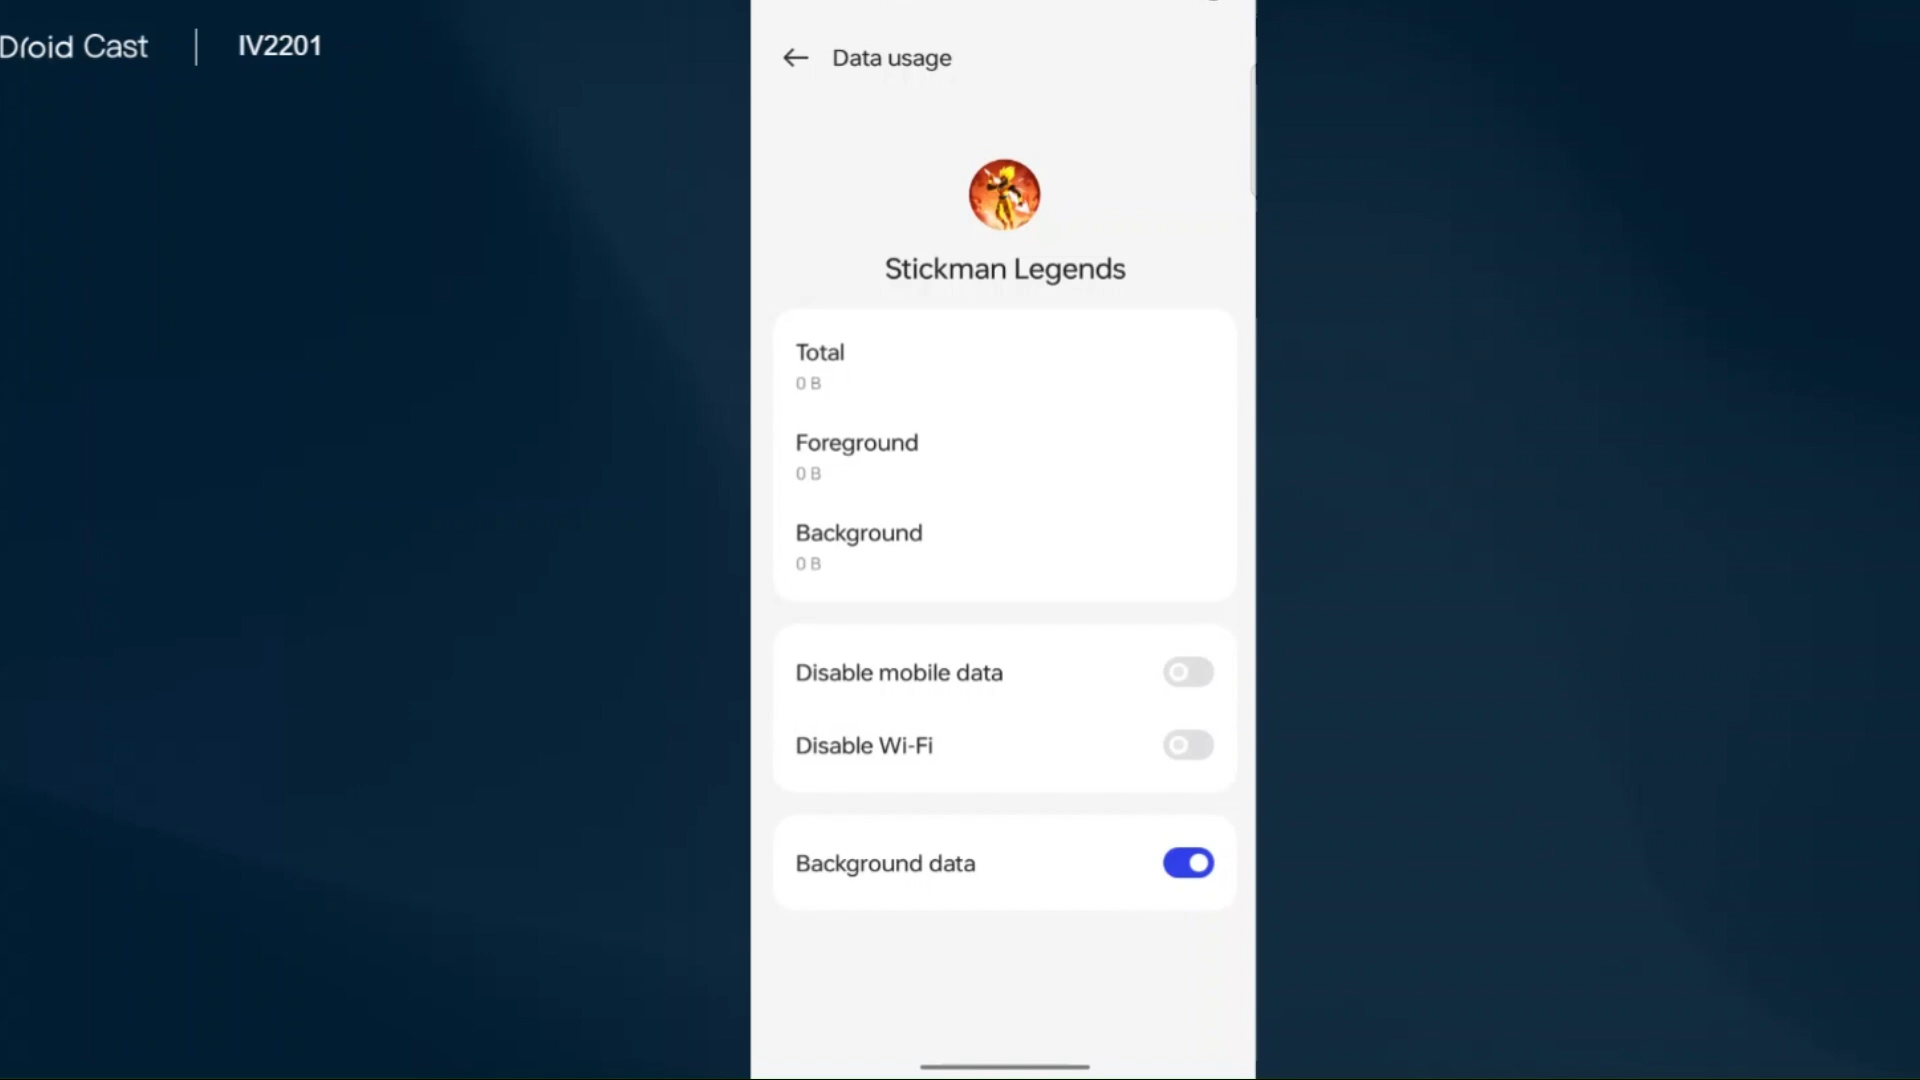 Droid Cast | IV2201
Data usage
Stickman Legends
Total
0 B
Foreground
0 B
Background
0 B
Disable mobile data
Disable Wi-Fi
Background data